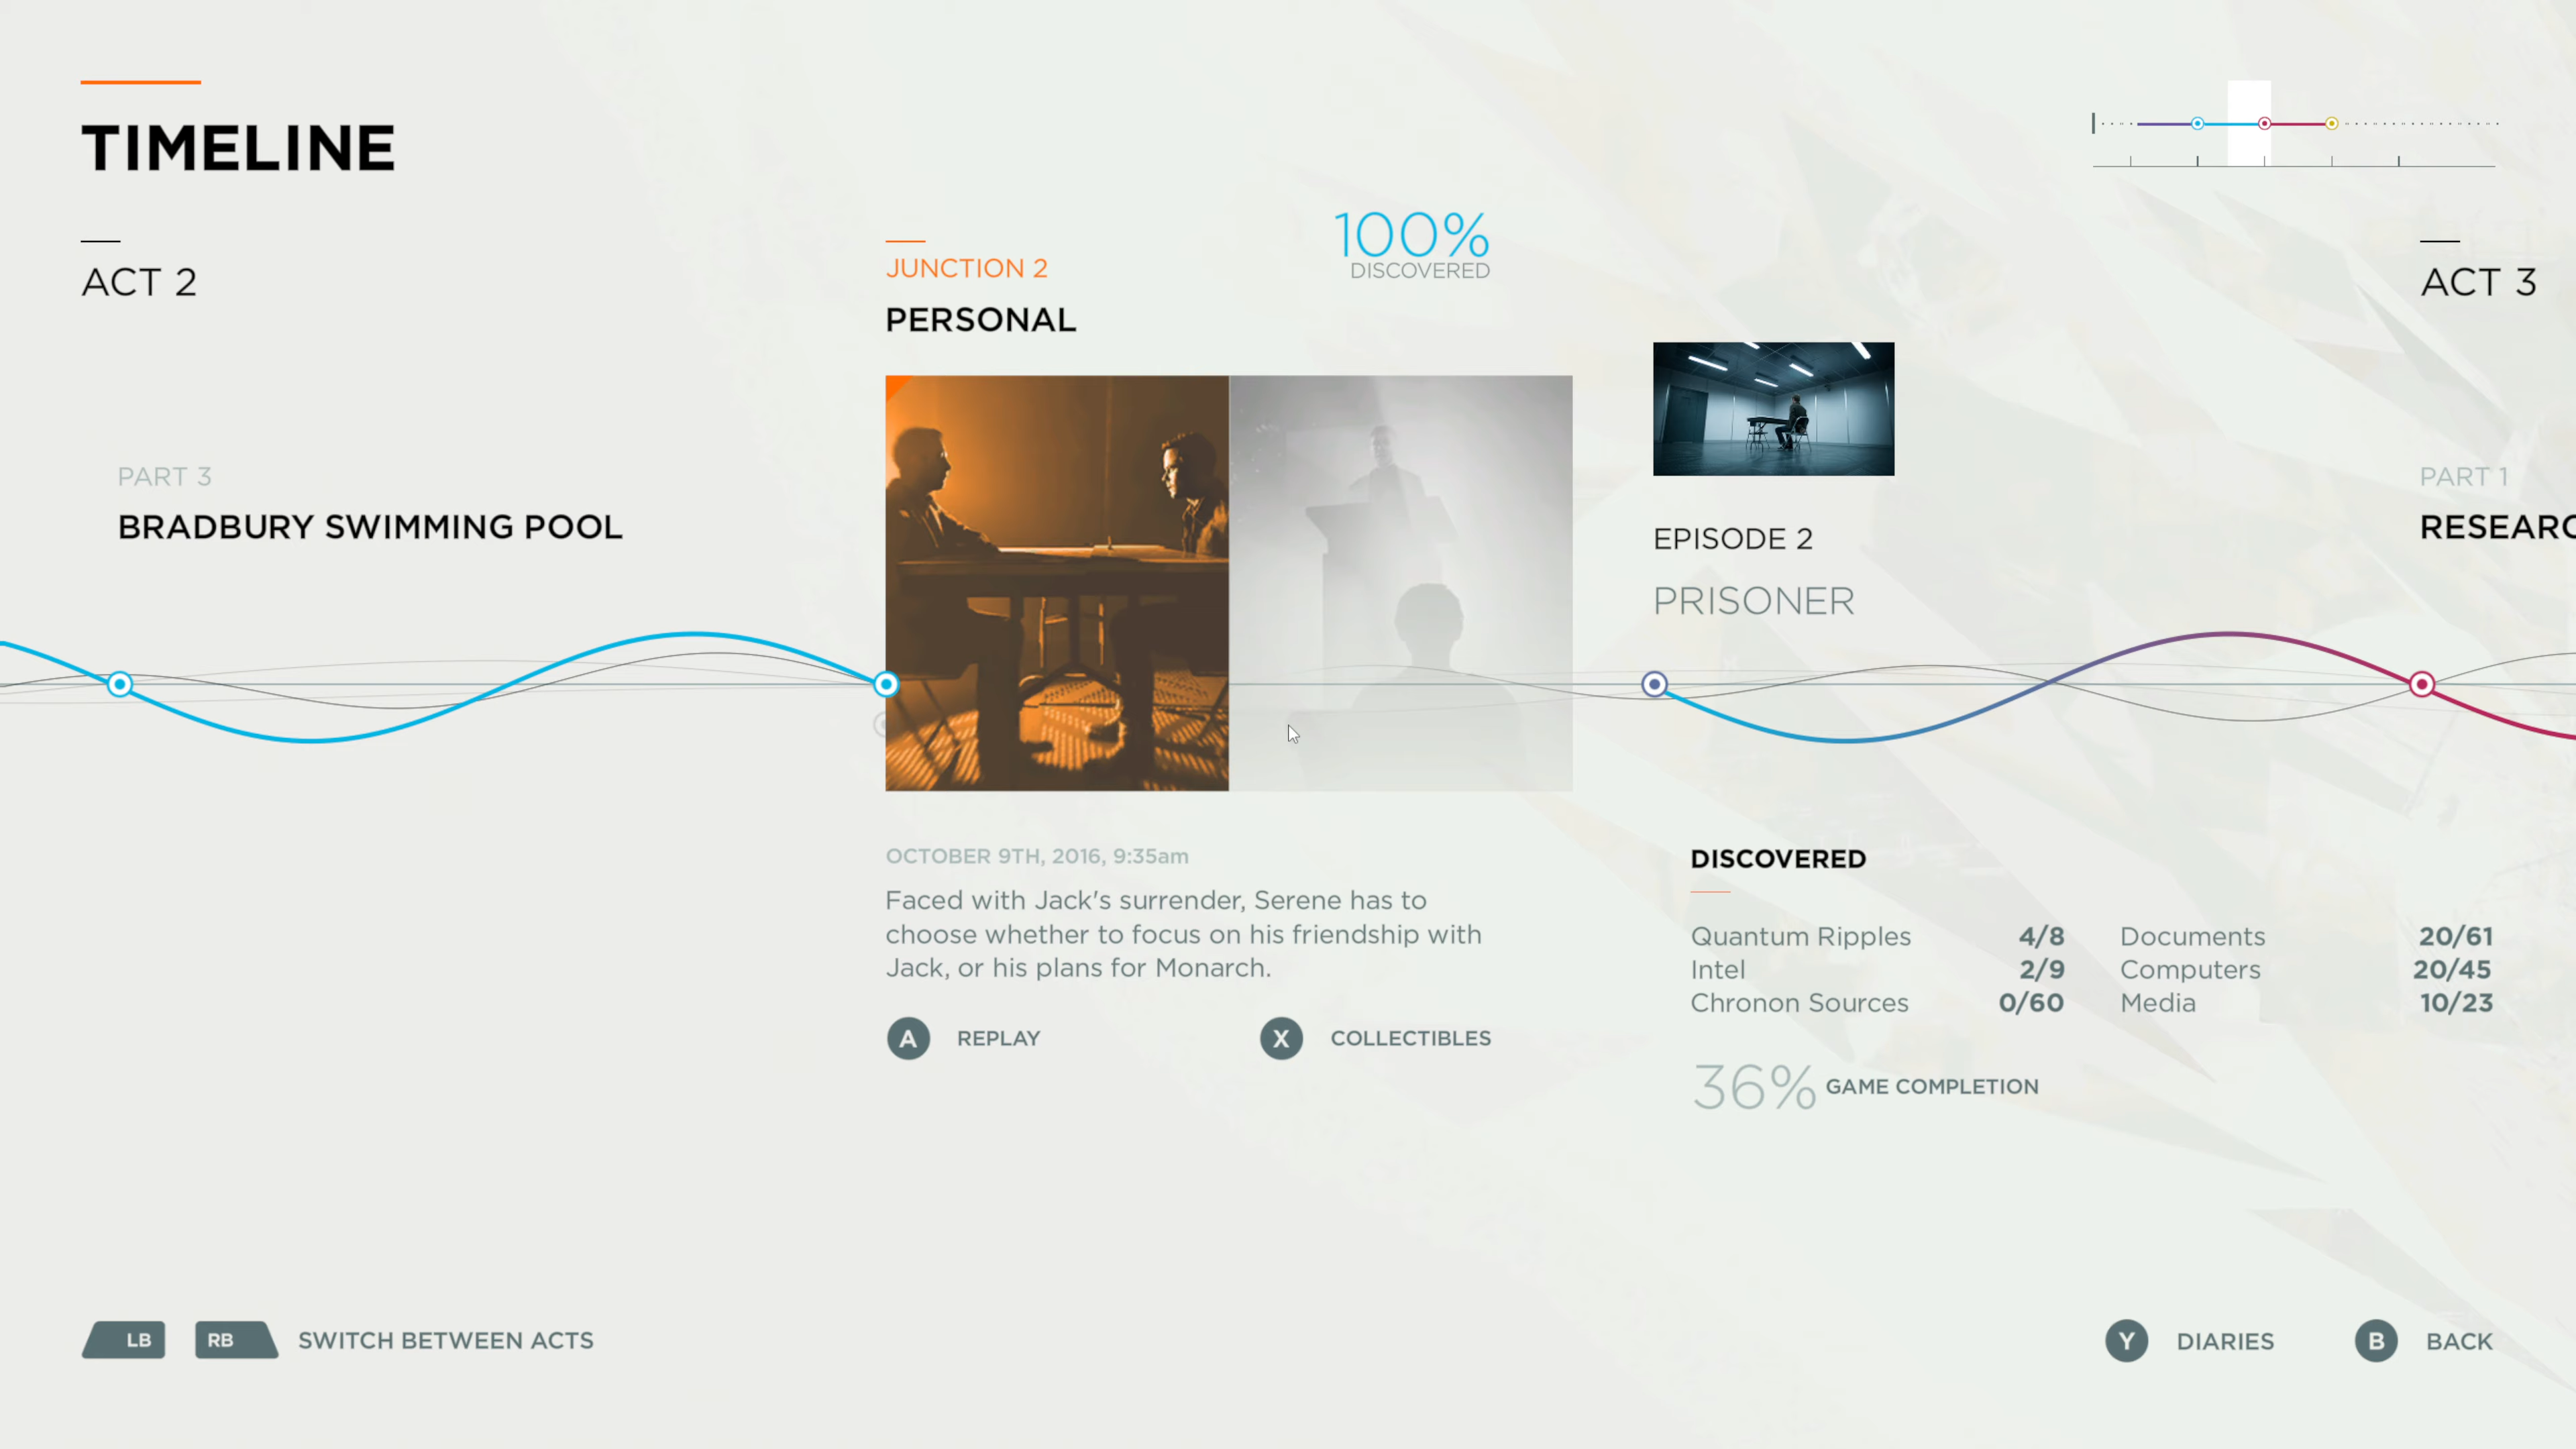 TIMELINE
ACT 2
PART 3
BRADBURY SWIMMING POOL
JUNCTION 2
PERSONAL
100%
DISCOVERED
OCTOBER 9TH, 2016, 9:35am
Faced with Jack's surrender, Serene has to
choose whether to focus on his friendship with
Jack, or his plans for Monarch.
A REPLAY
X COLLECTIBLES
EPISODE 2
PRISONER
ACT 3
PART 1
RESEARC
DISCOVERED
Quantum Ripples 4/8 Documents 20/61
Intel 2/9 Computers 20/45
Chronon Sources 0/60 Media 10/23
36% GAME COMPLETION
LB RB SWITCH BETWEEN ACTS
Y DIARIES B BACK